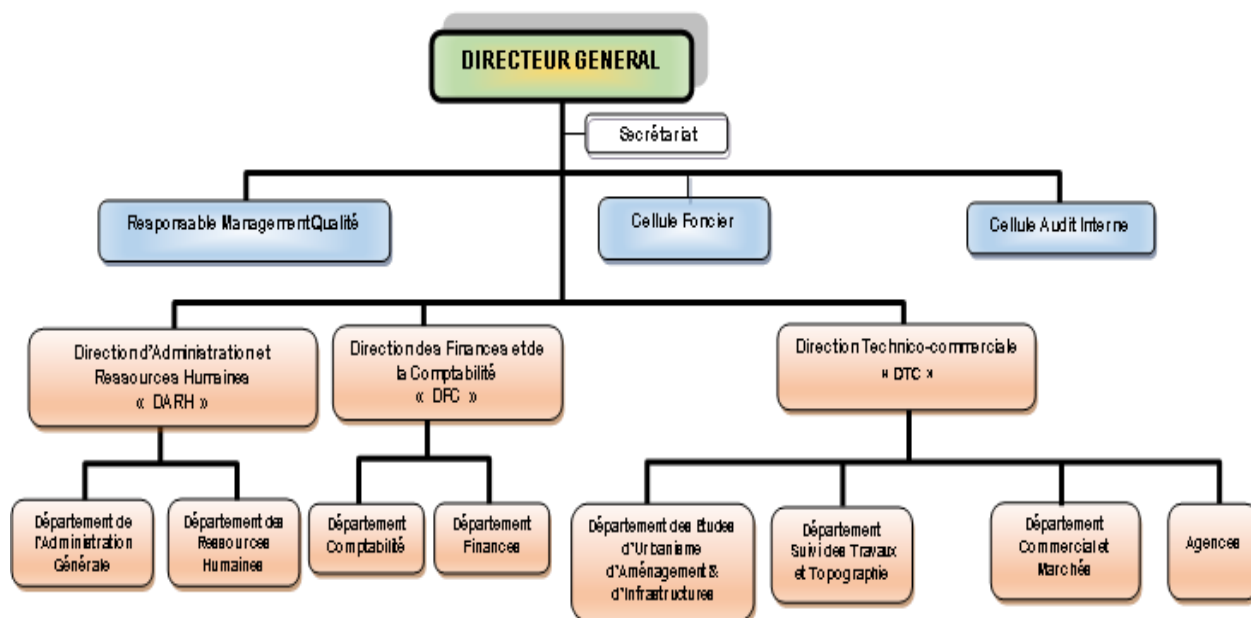 DIRECTEUR GENERAL
Secrétariat
Responsable Management Qualité
Cellule Foncier
Cellule Audit Interne
Direction d'Administration et
Ressources Humaines
« DARH »
Direction des Finances et de
la Comptabilité
« DFC »
Direction Technico-commerciale
« DTC »
Département de
l'Administration
Générale
Département des
Ressources
Humaines
Département
Comptabilité
Département
Finances
Département des Etudes
d'Urbanisme
d'Aménagement &
d'Infrastructures
Département
Suivi des Travaux
et Topographie
Département
Commercial et
Marchés
Agences